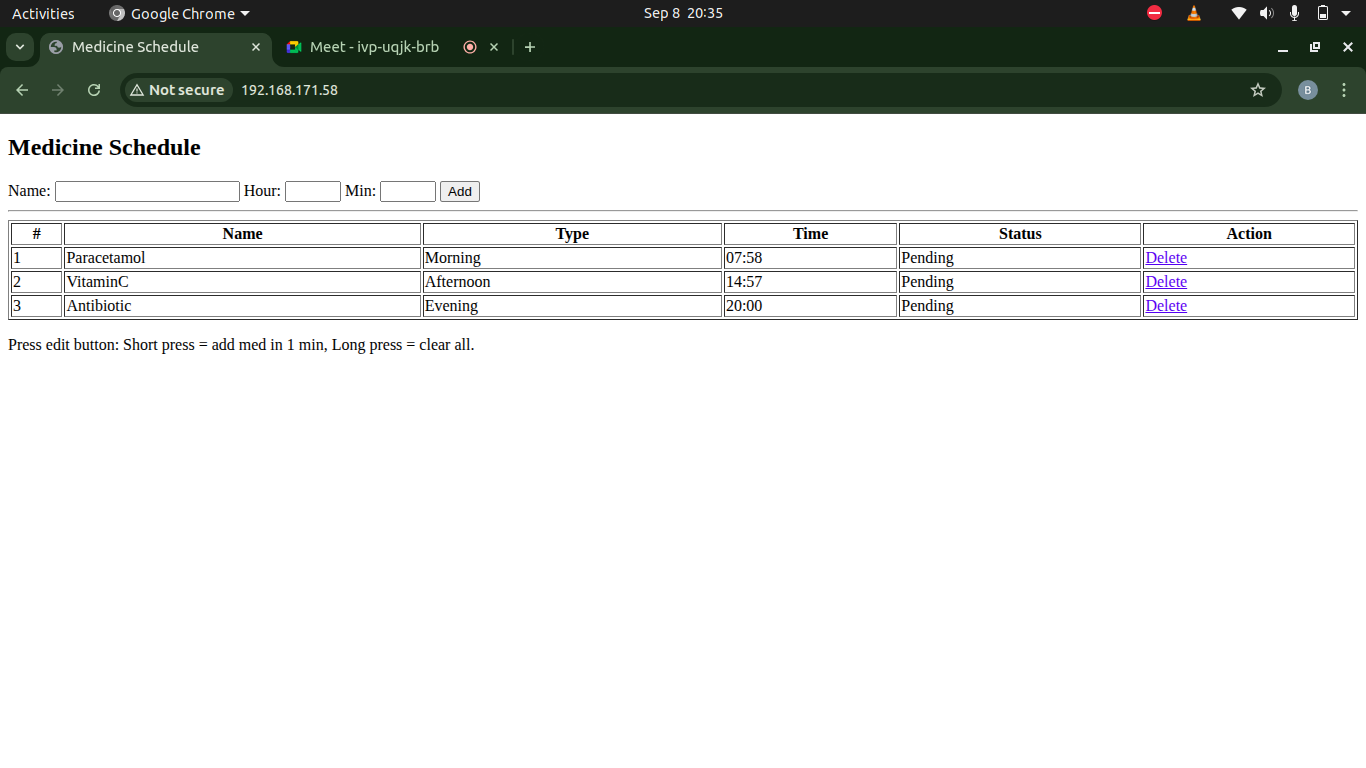 Activities Google Chrome Sep 8 20:35
Medicine Schedule Meet - ivp-uqjk-brb
Not secure 192.168.171.58 B
Medicine Schedule
Name: Hour: Min: Add
# Name Type Time Status Action
1 Paracetamol Morning 07:58 Pending Delete
2 VitaminC Afternoon 14:57 Pending Delete
3 Antibiotic Evening 20:00 Pending Delete
Press edit button: Short press = add med in 1 min, Long press = clear all.